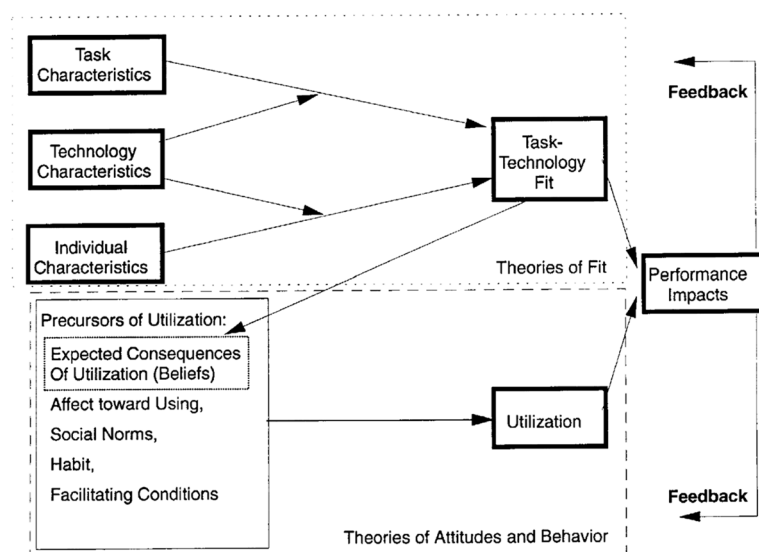 Task
Characteristics
Feedback
Technology
Characteristics
Task-
Technology
Fit
Individual
Characteristics
Theories of Fit
Performance
Impacts
Precursors of Utilization:
Expected Consequences
Of Utilization (Beliefs)
Affect toward Using,
Social Norms,
Habit,
Facilitating Conditions
Utilization
Feedback
Theories of Attitudes and Behavior